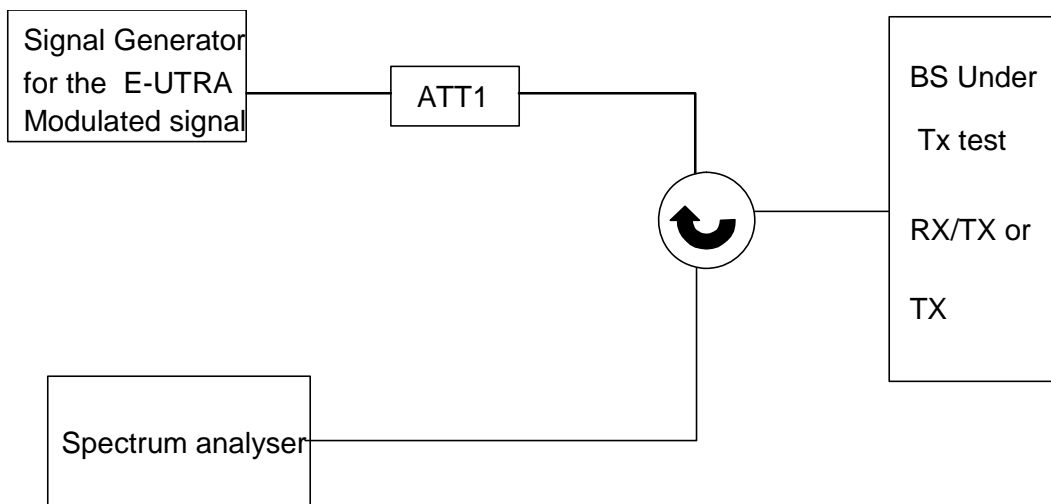 Signal Generator
for the E-UTRA
Modulated signal
ATT1
BS Under
Tx test
RX/TX or
TX
Spectrum analyser